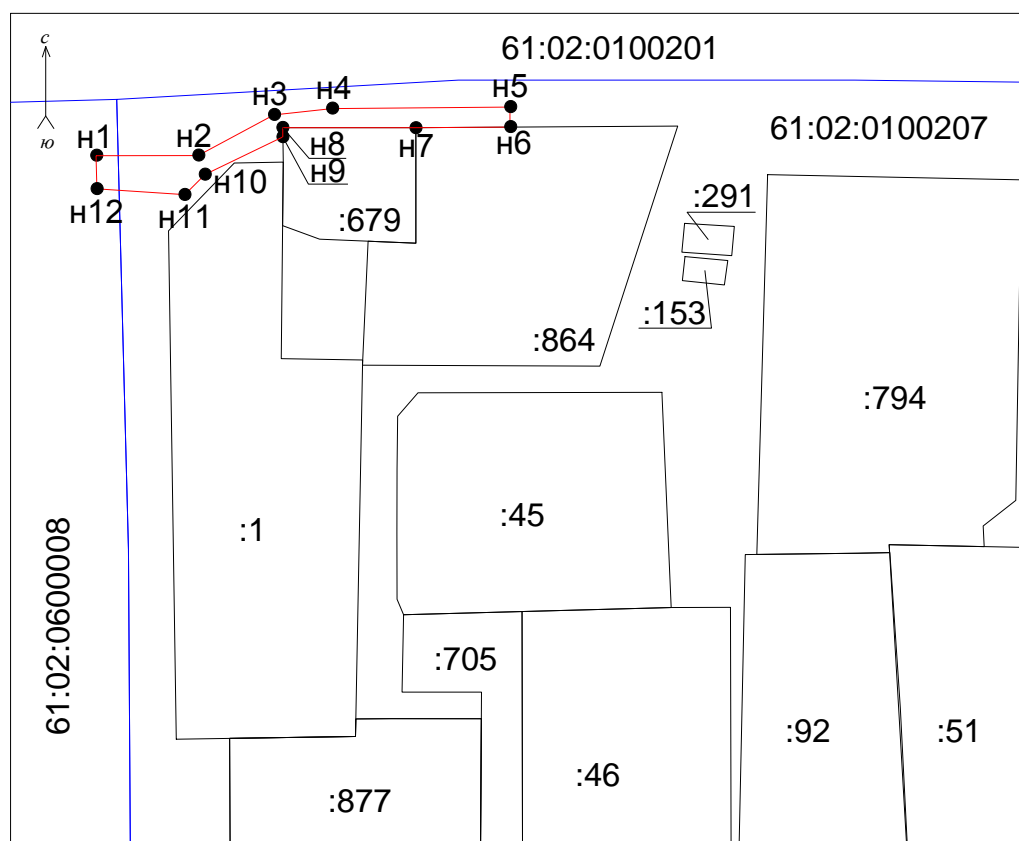 с
ю
61:02:0100201
н1
н2
н3
н4
н5
н6
н7
н8
н9
н10
н11
н12
61:02:0100207
:291
:679
:153
:864
:794
:1
:45
61:02:0600008
:705
:92
:51
:46
:877